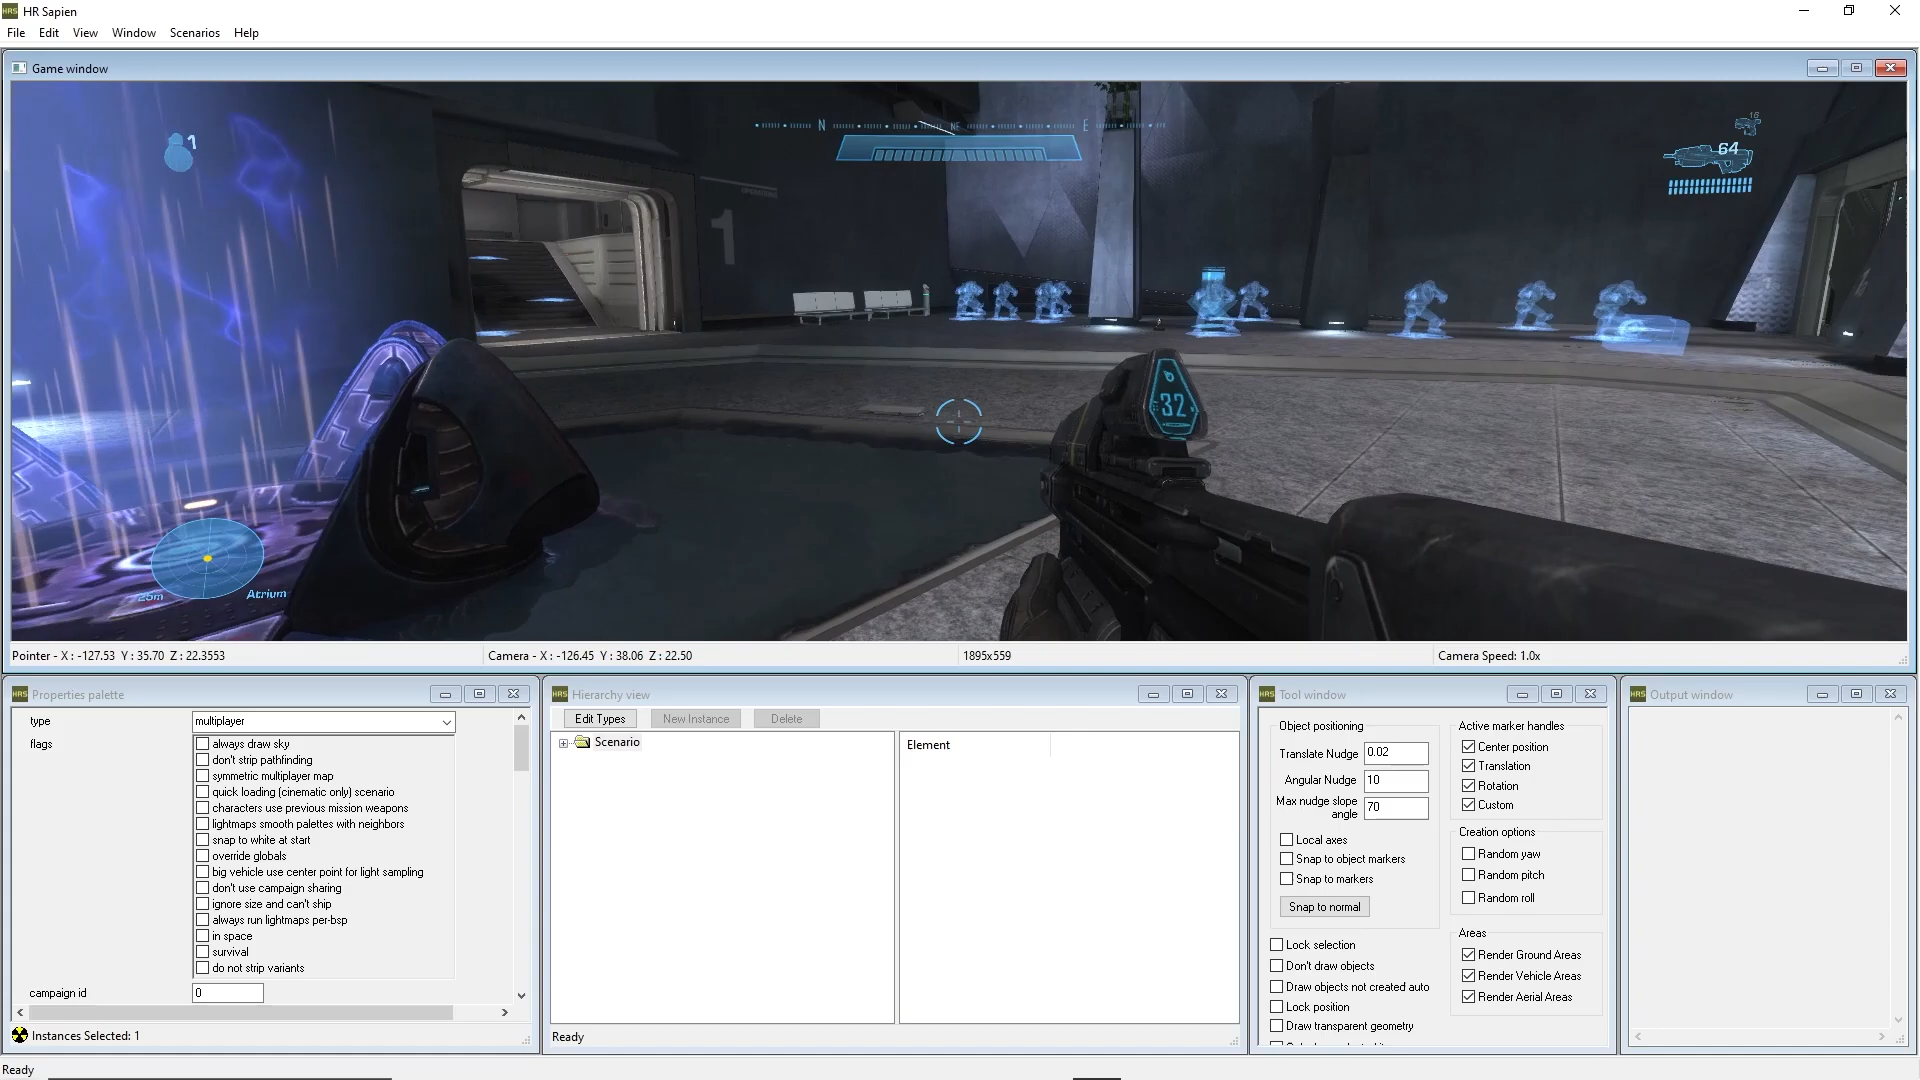 HR Sapien
File Edit View Window Scenarios Help
Game window
N NE E
1
16
64
OPERATIONS
1
32
25m
Atrium
Pointer - X : -127.53 Y : 35.70 Z : 22.3553
Camera - X : -126.45 Y : 38.06 Z : 22.50
1895x559
Camera Speed: 1.0x
Properties palette
type
multiplayer
flags
always draw sky
don't strip pathfinding
symmetric multiplayer map
quick loading (cinematic only) scenario
characters use previous mission weapons
lightmaps smooth palettes with neighbors
snap to white at start
override globals
big vehicle use center point for light sampling
don't use campaign sharing
ignore size and can't ship
always run lightmaps per-bsp
in space
survival
do not strip variants
campaign id
0
Instances Selected: 1
Hierarchy view
Edit Types New Instance Delete
Scenario
Element
Ready
Tool window
Object positioning
Translate Nudge 0.02
Angular Nudge 10
Max nudge slope
angle
70
Local axes
Snap to object markers
Snap to markers
Snap to normal
Lock selection
Don't draw objects
Draw objects not created auto
Lock position
Draw transparent geometry
Active marker handles
Center position
Translation
Rotation
Custom
Creation options
Random yaw
Random pitch
Random roll
Areas
Render Ground Areas
Render Vehicle Areas
Render Aerial Areas
Output window
Ready